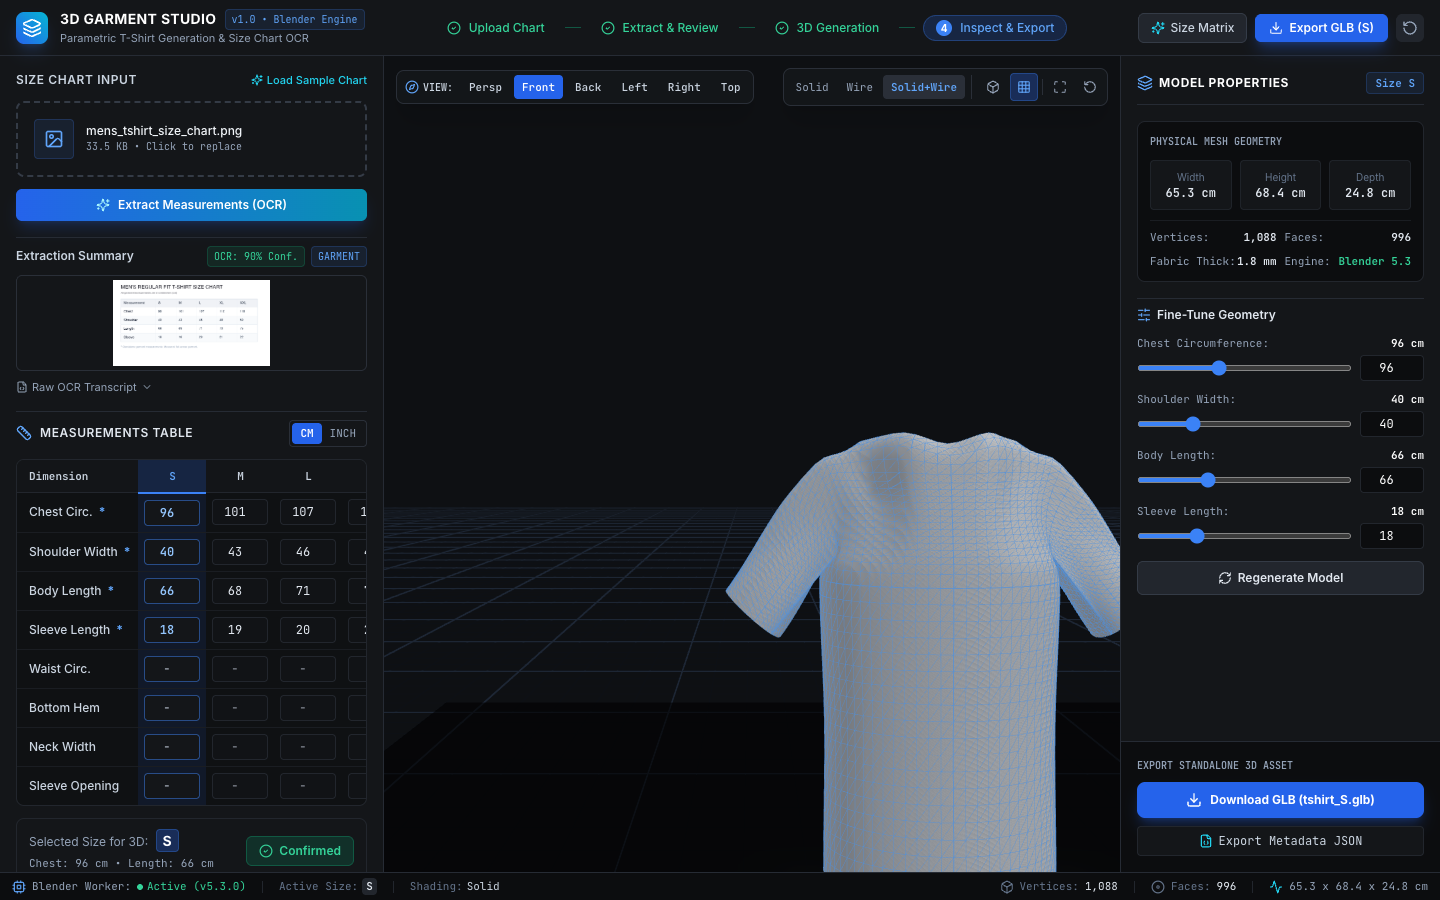 3D GARMENT STUDIO
v1.0 • Blender Engine
Parametric T-Shirt Generation & Size Chart OCR
Upload Chart
Extract & Review
3D Generation
4 Inspect & Export
Size Matrix
Export GLB (S)
SIZE CHART INPUT
Load Sample Chart
mens_tshirt_size_chart.png
33.5 KB • Click to replace
Extract Measurements (OCR)
Extraction Summary
OCR: 90% Conf.
GARMENT
MEN'S REGULAR FIT T-SHIRT SIZE CHART
Raw OCR Transcript
MEASUREMENTS TABLE
CM INCH
Dimension S M L
Chest Circ. * 96 101 107 1
Shoulder Width * 40 43 46
Body Length * 66 68 71
Sleeve Length * 18 19 20
Waist Circ. - - -
Bottom Hem - - -
Neck Width - - -
Sleeve Opening - - -
Selected Size for 3D: S
Chest: 96 cm • Length: 66 cm
Confirmed
VIEW: Persp Front Back Left Right Top
Solid Wire Solid+Wire
MODEL PROPERTIES
Size S
PHYSICAL MESH GEOMETRY
Width Height Depth
65.3 cm 68.4 cm 24.8 cm
Vertices: 1,088 Faces: 996
Fabric Thick: 1.8 mm Engine: Blender 5.3
Fine-Tune Geometry
Chest Circumference: 96 cm
96
Shoulder Width: 40 cm
40
Body Length: 66 cm
66
Sleeve Length: 18 cm
18
Regenerate Model
EXPORT STANDALONE 3D ASSET
Download GLB (tshirt_S.glb)
Export Metadata JSON
Blender Worker: Active (v5.3.0)
Active Size: S
Shading: Solid
Vertices: 1,088
Faces: 996
65.3 x 68.4 x 24.8 cm